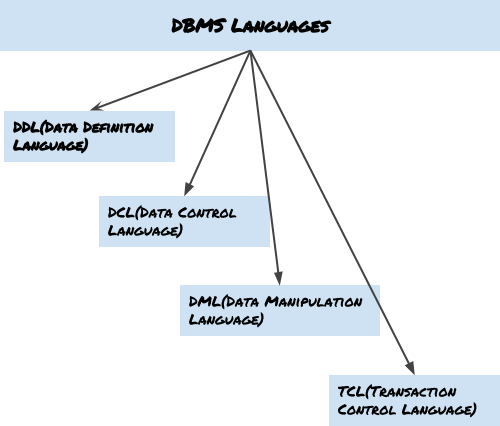 DBMS Languages
DDL(Data Definition
Language)
DCL(Data Control
Language)
DML(Data Manipulation
Language)
TCL(Transaction
Control Language)